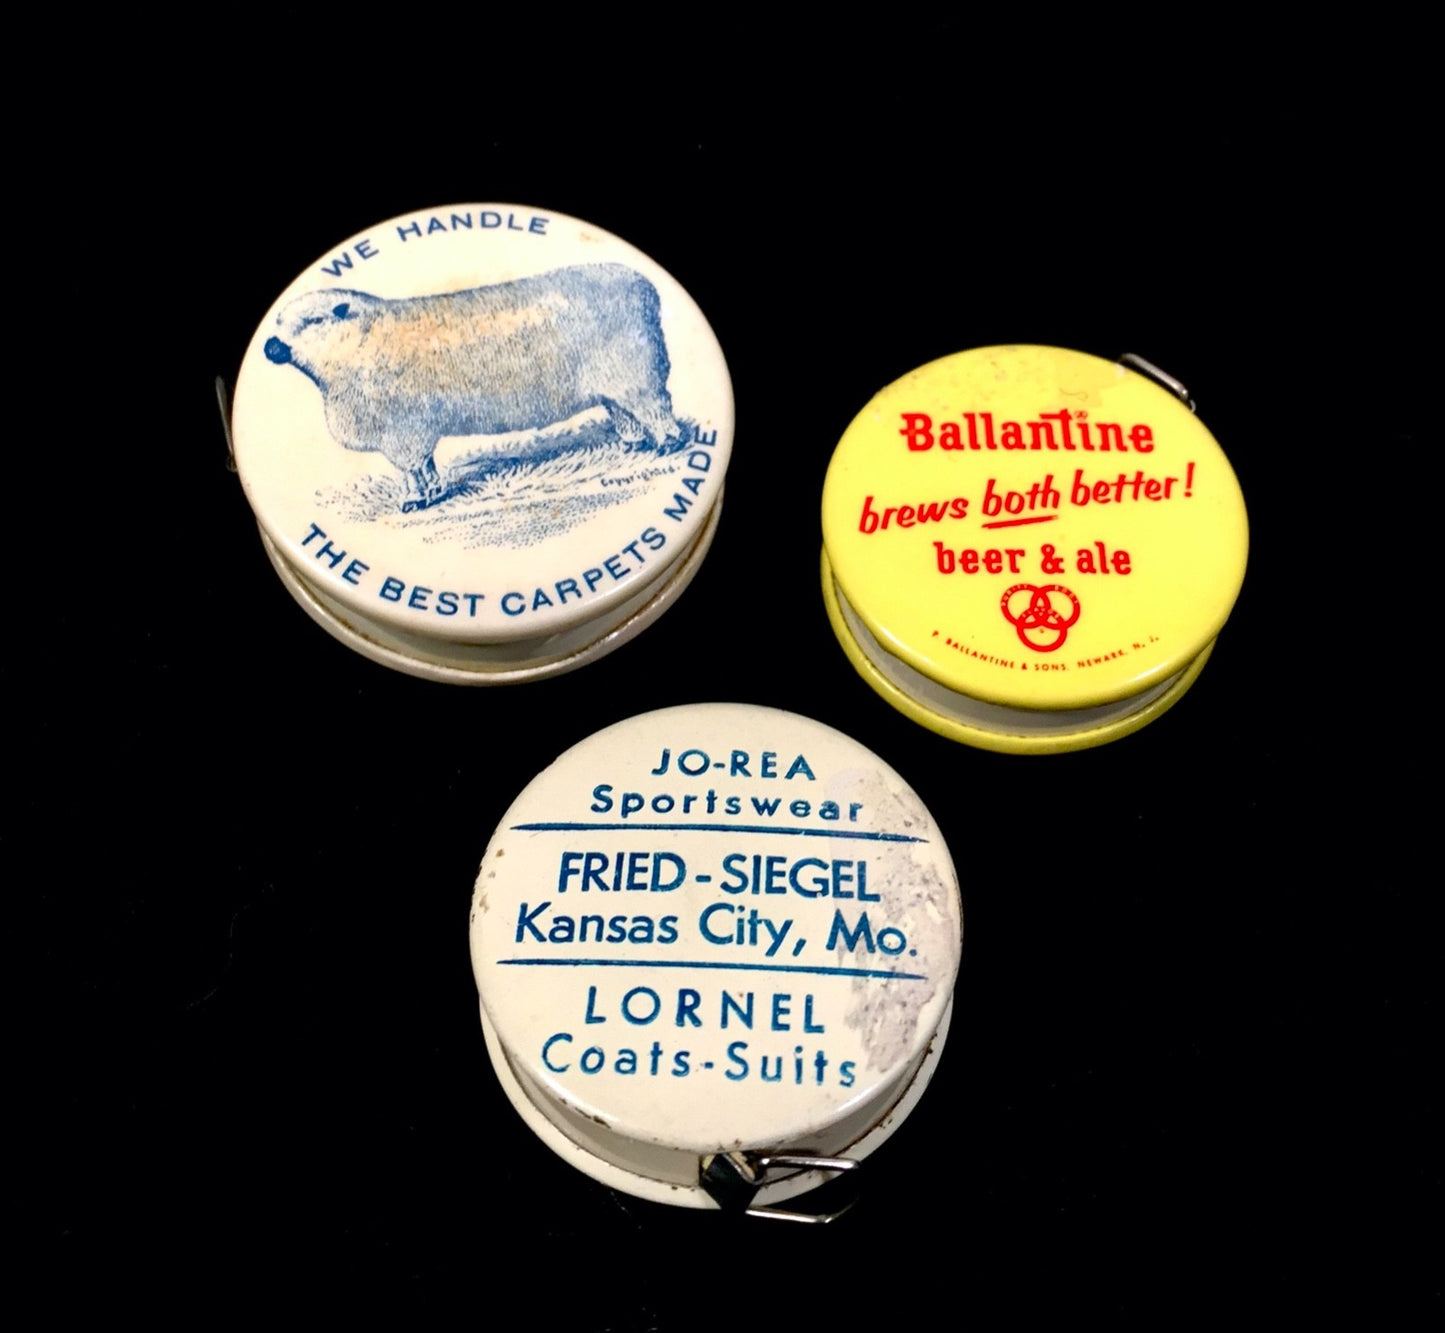 WE HANDLE
Copyrighted.
THE BEST CARPETS MADE
Ballantine
brews both better!
beer & ale
P. BALLANTINE & SONS, NEWARK, N. J.
JO-REA
Sportswear
FRIED-SIEGEL
Kansas City, Mo.
LORNEL
Coats-Suits